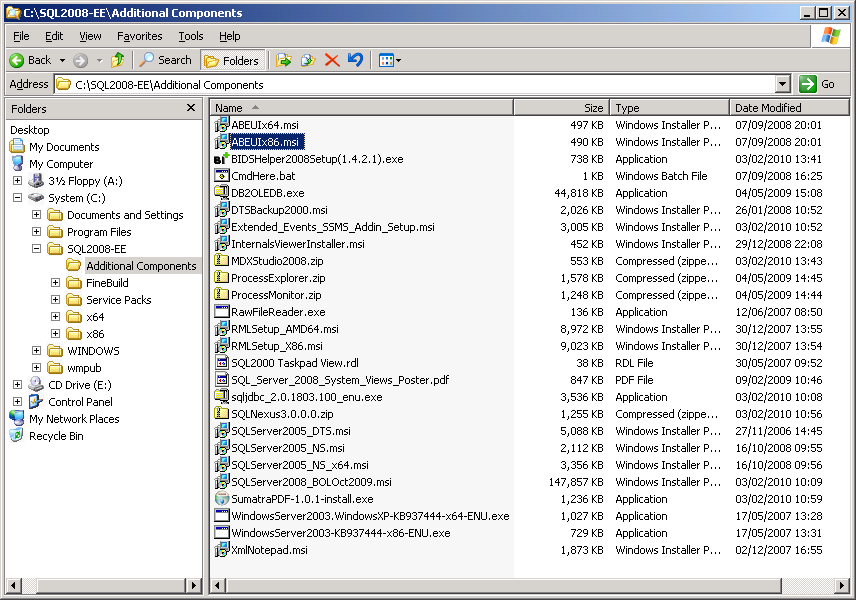 C:\SQL2008-EE\Additional Components
File Edit View Favorites Tools Help
Back Search Folders
Address C:\SQL2008-EE\Additional Components Go
Folders
Desktop
My Documents
My Computer
3½ Floppy (A:)
System (C:)
Documents and Settings
Program Files
SQL2008-EE
Additional Components
FineBuild
Service Packs
x64
x86
WINDOWS
wmpub
CD Drive (E:)
Control Panel
My Network Places
Recycle Bin
Name Size Type Date Modified
ABEUIx64.msi 497 KB Windows Installer P... 07/09/2008 20:01
ABEUIx86.msi 490 KB Windows Installer P... 07/09/2008 20:01
BIDSHelper2008Setup(1.4.2.1).exe 738 KB Application 03/02/2010 13:41
CmdHere.bat 1 KB Windows Batch File 07/09/2008 16:25
DB2OLEDB.exe 44,818 KB Application 04/05/2009 15:08
DTSBackup2000.msi 2,026 KB Windows Installer P... 26/01/2008 10:52
Extended_Events_SSMS_Addin_Setup.msi 3,005 KB Windows Installer P... 03/02/2010 10:52
InternalsViewerInstaller.msi 452 KB Windows Installer P... 29/12/2008 22:08
MDXStudio2008.zip 553 KB Compressed (zippe... 03/02/2010 13:43
ProcessExplorer.zip 1,578 KB Compressed (zippe... 04/05/2009 14:45
ProcessMonitor.zip 1,248 KB Compressed (zippe... 04/05/2009 14:44
RawFileReader.exe 136 KB Application 12/06/2007 08:50
RMLSetup_AMD64.msi 8,972 KB Windows Installer P... 30/12/2007 13:55
RMLSetup_X86.msi 9,023 KB Windows Installer P... 30/12/2007 13:54
SQL2000 Taskpad View.rdl 38 KB RDL File 30/05/2007 09:52
SQL_Server_2008_System_Views_Poster.pdf 847 KB PDF File 09/02/2009 10:46
sqljdbc_2.0.1803.100_enu.exe 3,536 KB Application 03/02/2010 10:08
SQLNexus3.0.0.0.zip 1,255 KB Compressed (zippe... 03/02/2010 10:56
SQLServer2005_DTS.msi 5,088 KB Windows Installer P... 27/11/2006 14:45
SQLServer2005_NS.msi 2,112 KB Windows Installer P... 16/10/2008 09:55
SQLServer2005_NS_x64.msi 3,356 KB Windows Installer P... 16/10/2008 09:56
SQLServer2008_BOLOct2009.msi 147,857 KB Windows Installer P... 03/02/2010 10:09
SumatraPDF-1.0.1-install.exe 1,236 KB Application 03/02/2010 10:59
WindowsServer2003.WindowsXP-KB937444-x64-ENU.exe 1,027 KB Application 17/05/2007 13:28
WindowsServer2003-KB937444-x86-ENU.exe 729 KB Application 17/05/2007 13:31
XmlNotepad.msi 1,873 KB Windows Installer P... 02/12/2007 16:55